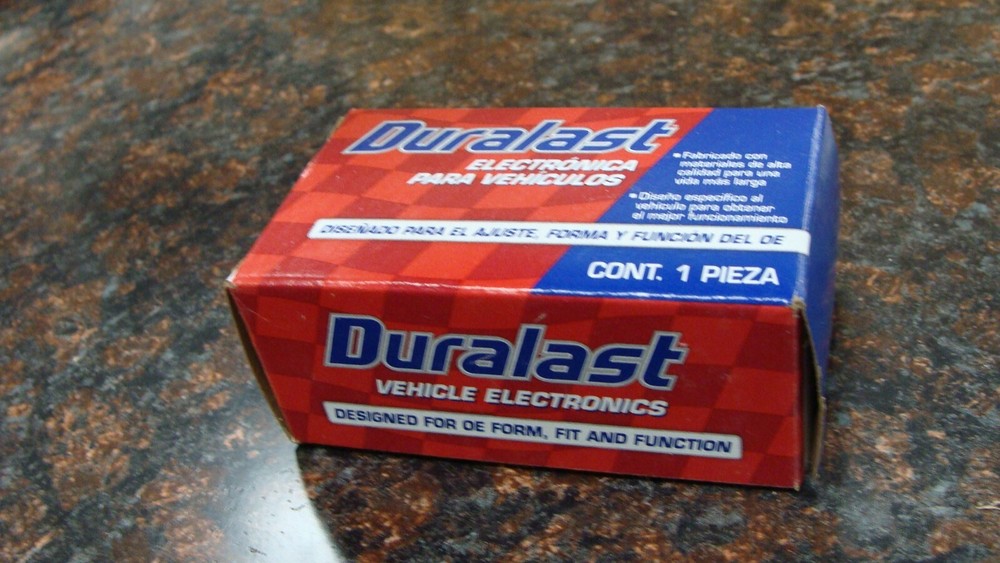 Duralast
ELECTRÓNICA
PARA VEHÍCULOS
• Fabricado con
materiales de alta
calidad para una
vida más larga
• Diseño específico al
vehículo para obtener
el mejor funcionamiento
DISEÑADO PARA EL AJUSTE, FORMA Y FUNCIÓN DEL OE
CONT. 1 PIEZA
Duralast
VEHICLE ELECTRONICS
DESIGNED FOR OE FORM, FIT AND FUNCTION